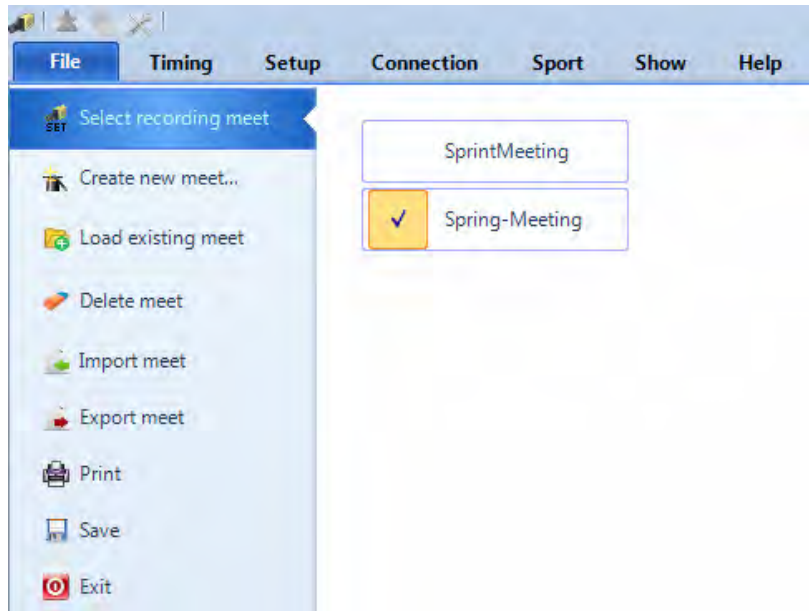 File Timing Setup Connection Sport Show Help
SET Select recording meet
SprintMeeting
Create new meet...
Spring-Meeting
Load existing meet
Delete meet
Import meet
Export meet
Print
Save
Exit